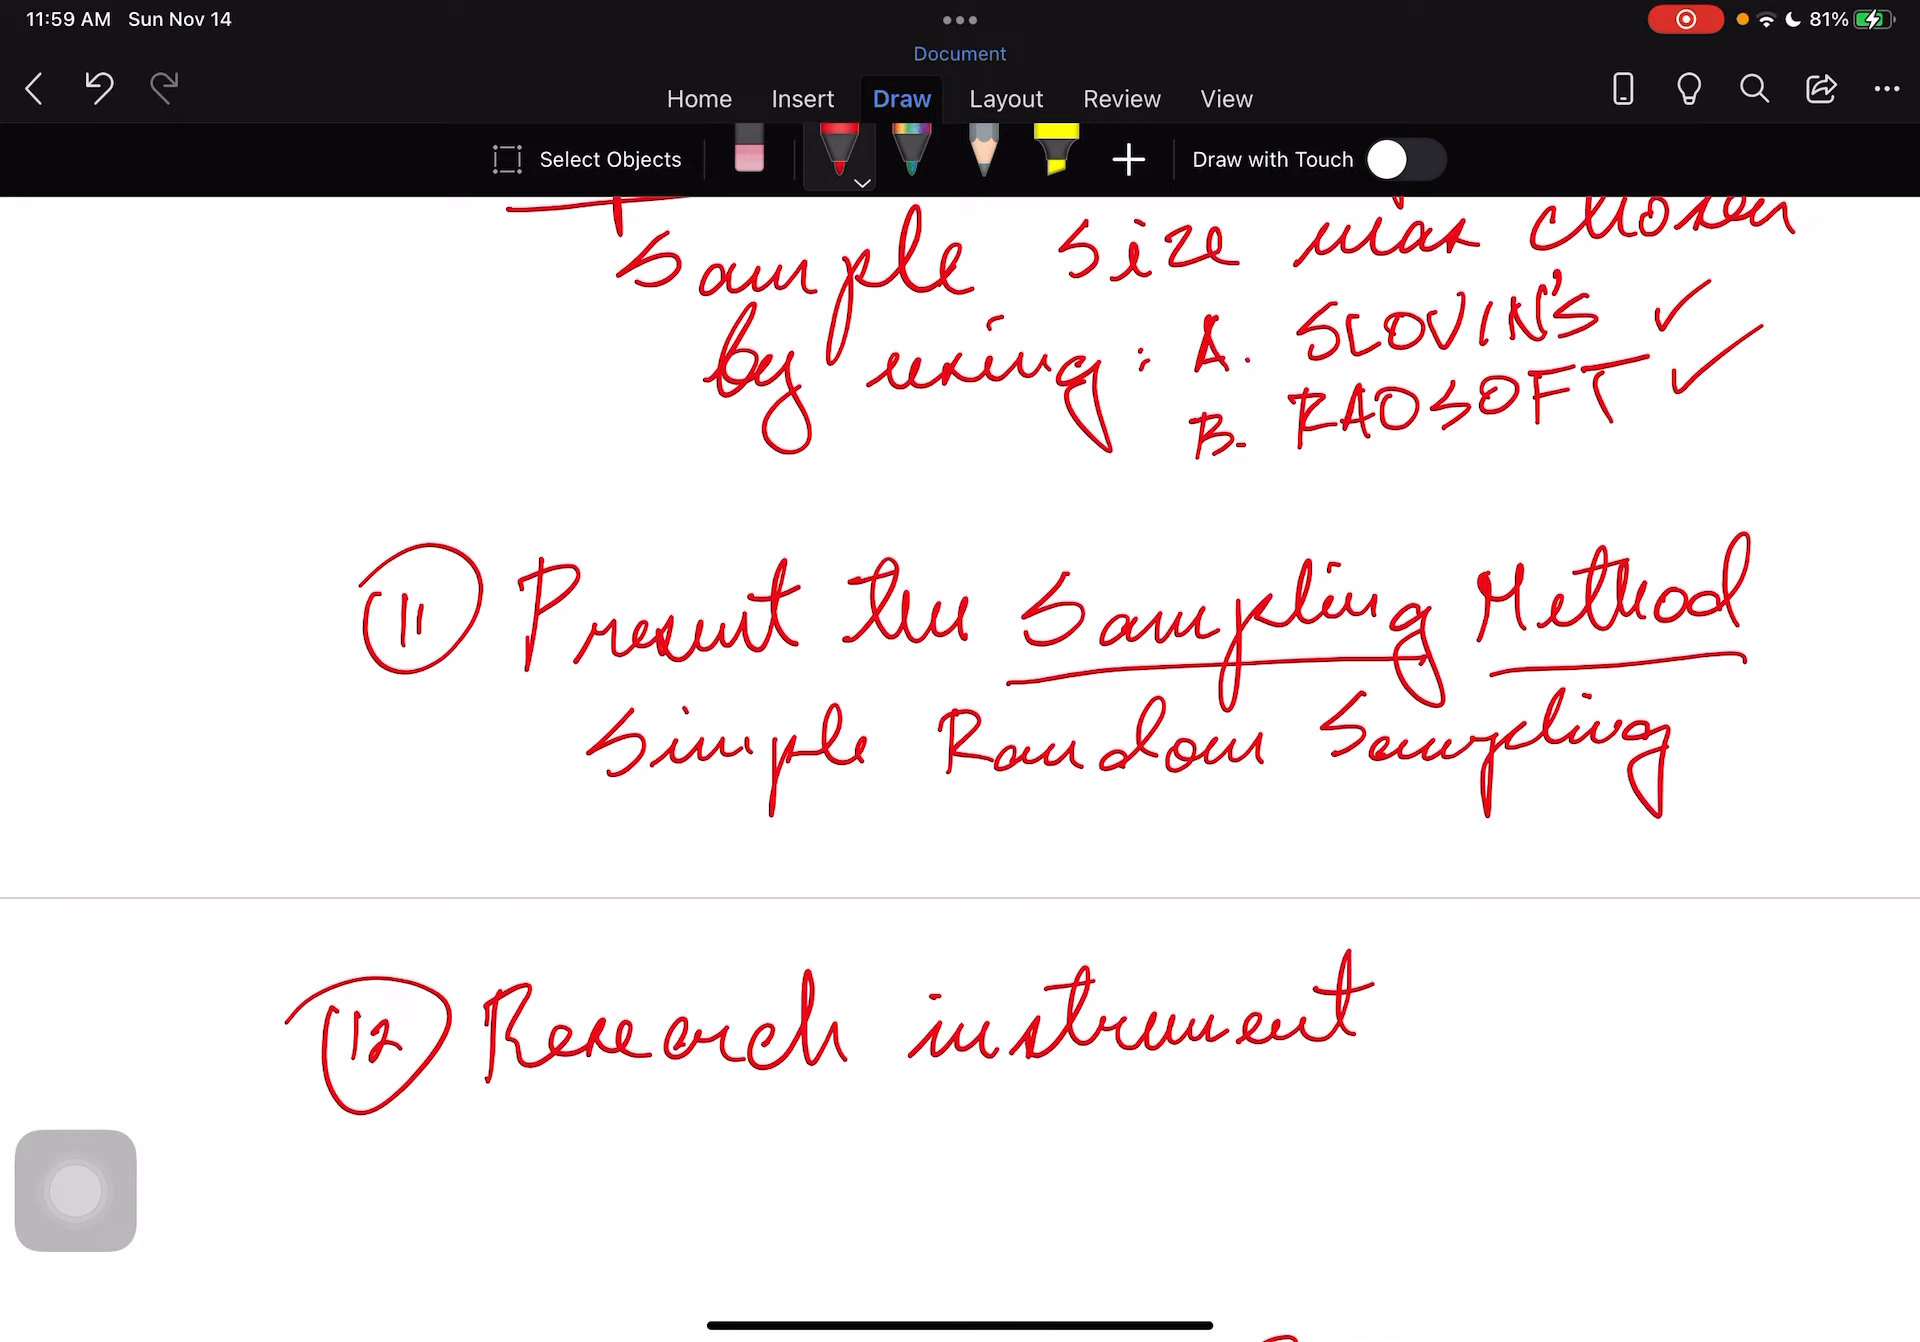 11:59 AM Sun Nov 14
81%
Document
Home Insert Draw Layout Review View
Select Objects
Draw with Touch
Sample size was chosen
by using: A. SLOVIN'S ✓
B. RAOSOFT ✓
11 Present the Sampling Method
Simple Random Sampling
12 Research instrument